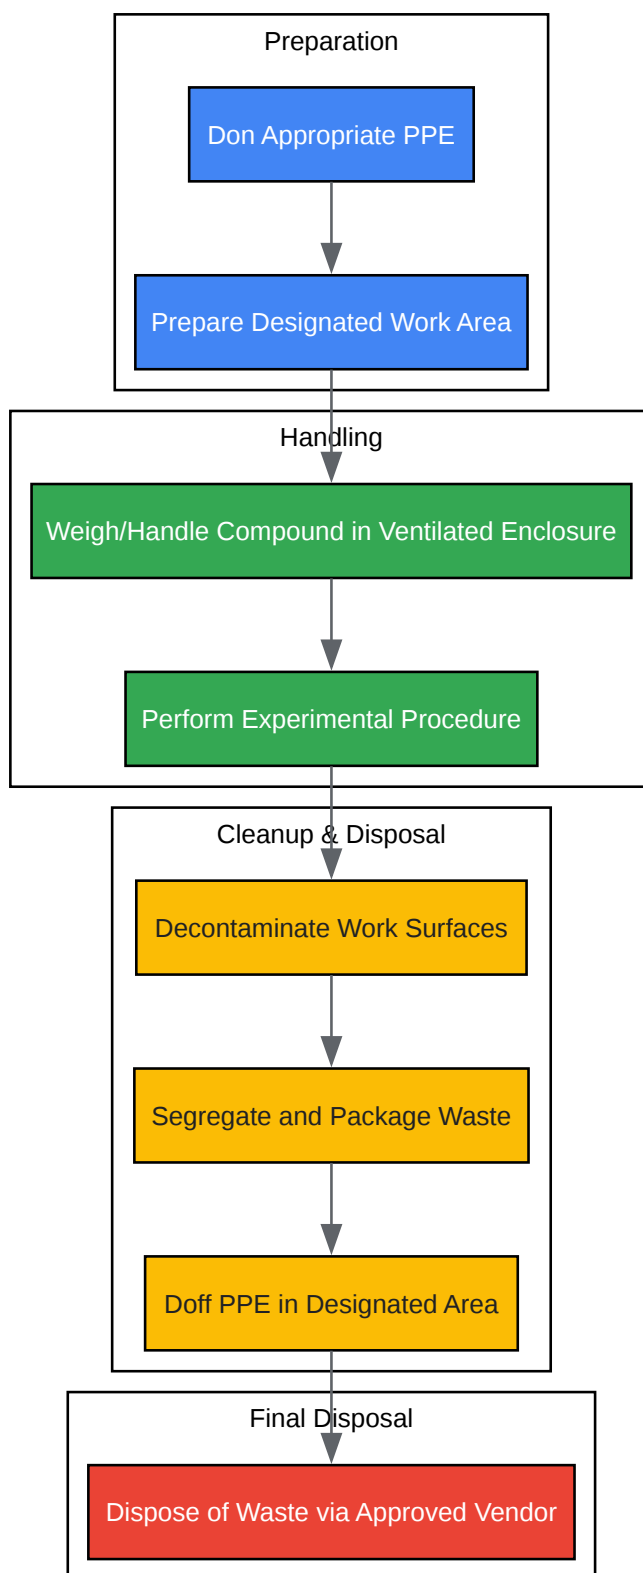 Preparation
Don Appropriate PPE
Prepare Designated Work Area
Handling
Weigh/Handle Compound in Ventilated Enclosure
Perform Experimental Procedure
Cleanup & Disposal
Decontaminate Work Surfaces
Segregate and Package Waste
Doff PPE in Designated Area
Final Disposal
Dispose of Waste via Approved Vendor